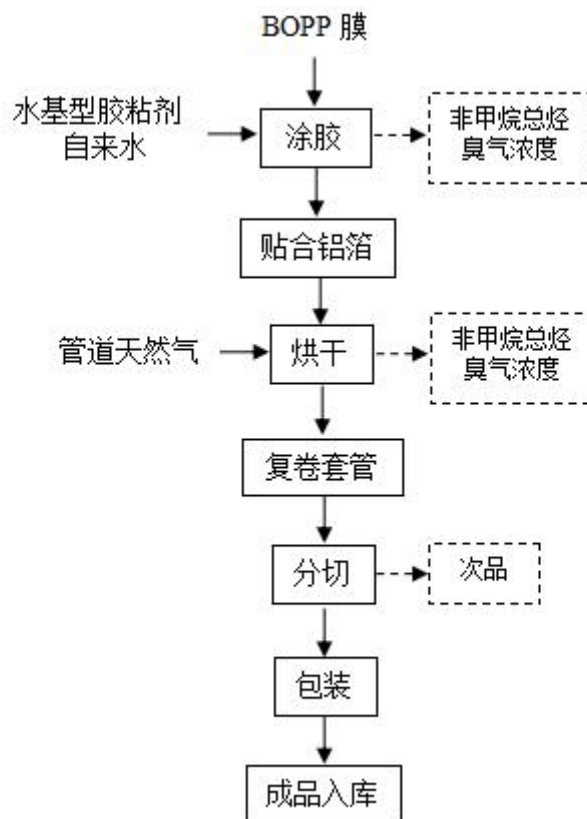 BOPP 膜
水基型胶粘剂
自来水
涂胶
非甲烷总烃
臭气浓度
贴合铝箔
管道天然气
烘干
非甲烷总烃
臭气浓度
复卷套管
分切
次品
包装
成品入库